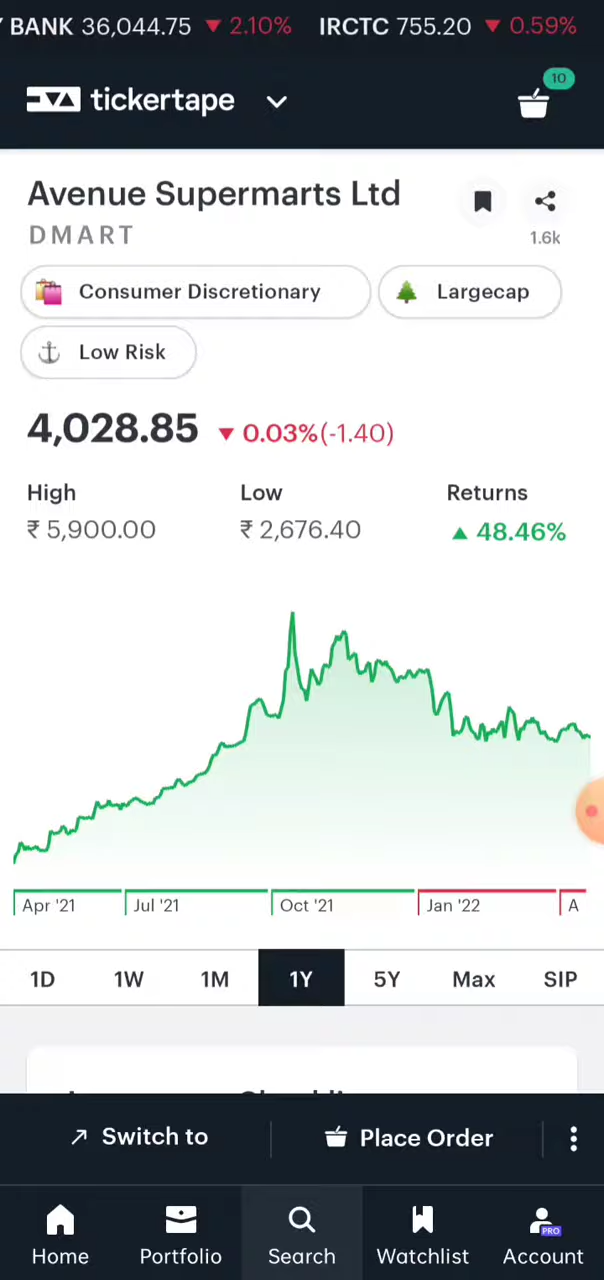 BANK 36,044.75 ▼ 2.10% IRCTC 755.20 ▼ 0.59%
tickertape
10
Avenue Supermarts Ltd
DMART
1.6k
Consumer Discretionary
Largecap
Low Risk
4,028.85 ▼ 0.03%(-1.40)
High Low Returns
₹ 5,900.00 ₹ 2,676.40 ▲ 48.46%
Apr '21 Jul '21 Oct '21 Jan '22 A
1D 1W 1M 1Y 5Y Max SIP
Switch to Place Order
PRO
Home Portfolio Search Watchlist Account